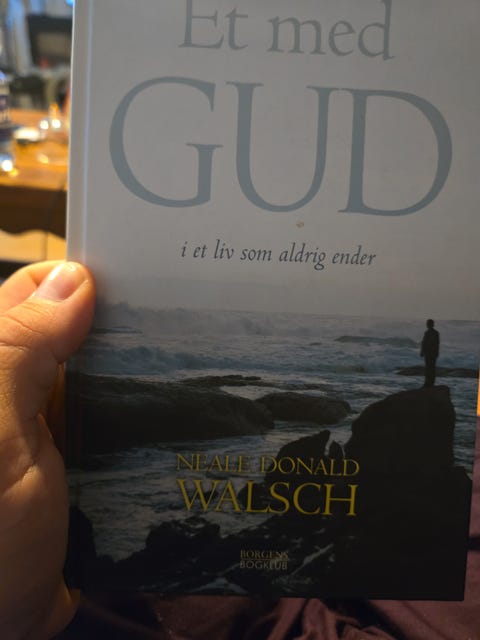 Et med
GUD
i et liv som aldrig ender
NEALE DONALD
WALSCH
BORGENS
BOGKLUB